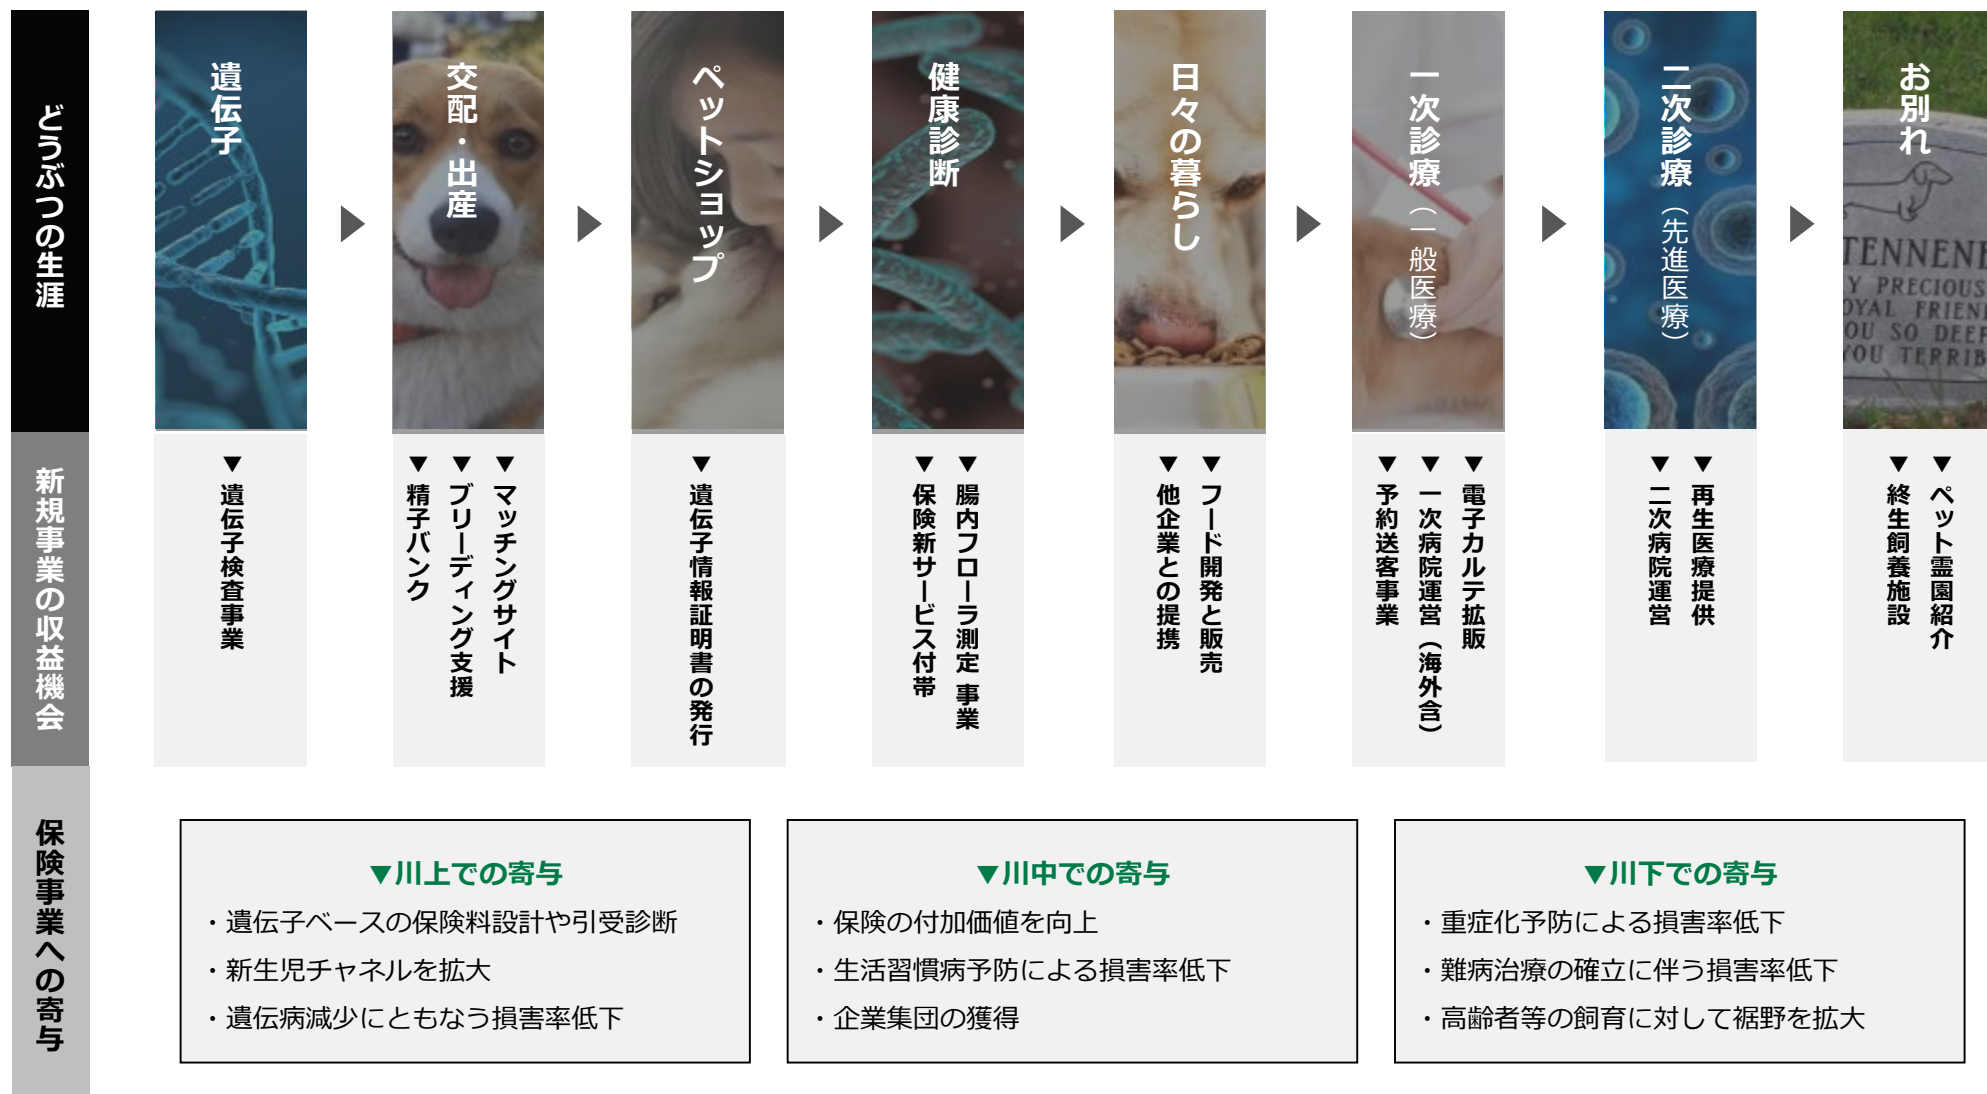 どうぶつの生涯
遺伝子
交配・出産
ペットショップ
健康診断
日々の暮らし
一次診療（一般医療）
二次診療（先進医療）
お別れ
TENNENE
Y PRECIOUS
OYAL FRIEN
OU SO DEEP
YOU TERRIB
新規事業の収益機会
▼遺伝子検査事業
▼マッチングサイト
▼ブリーディング支援
▼精子バンク
▼遺伝子情報証明書の発行
▼腸内フローラ測定 事業
▼保険新サービス付帯
▼フード開発と販売
▼他企業との提携
▼電子カルテ拡販
▼一次病院運営（海外含）
▼予約送客事業
▼再生医療提供
▼二次病院運営
▼ペット霊園紹介
▼終生飼養施設
保険事業への寄与
▼川上での寄与
・遺伝子ベースの保険料設計や引受診断
・新生児チャネルを拡大
・遺伝病減少にともなう損害率低下
▼川中での寄与
・保険の付加価値を向上
・生活習慣病予防による損害率低下
・企業集団の獲得
▼川下での寄与
・重症化予防による損害率低下
・難病治療の確立に伴う損害率低下
・高齢者等の飼育に対して裾野を拡大